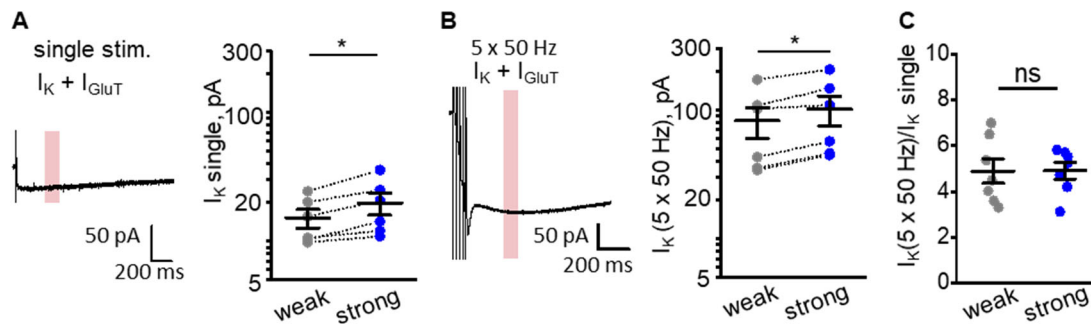 A
single stim.
I_K + I_GluT
50 pA
200 ms
I_K single, pA
300
100
20
5
*
weak
strong
B
5 x 50 Hz
I_K + I_GluT
50 pA
200 ms
I_K (5 x 50 Hz), pA
300
100
20
5
*
weak
strong
C
I_K(5 x 50 Hz)/I_K single
10
8
6
4
2
0
ns
weak
strong